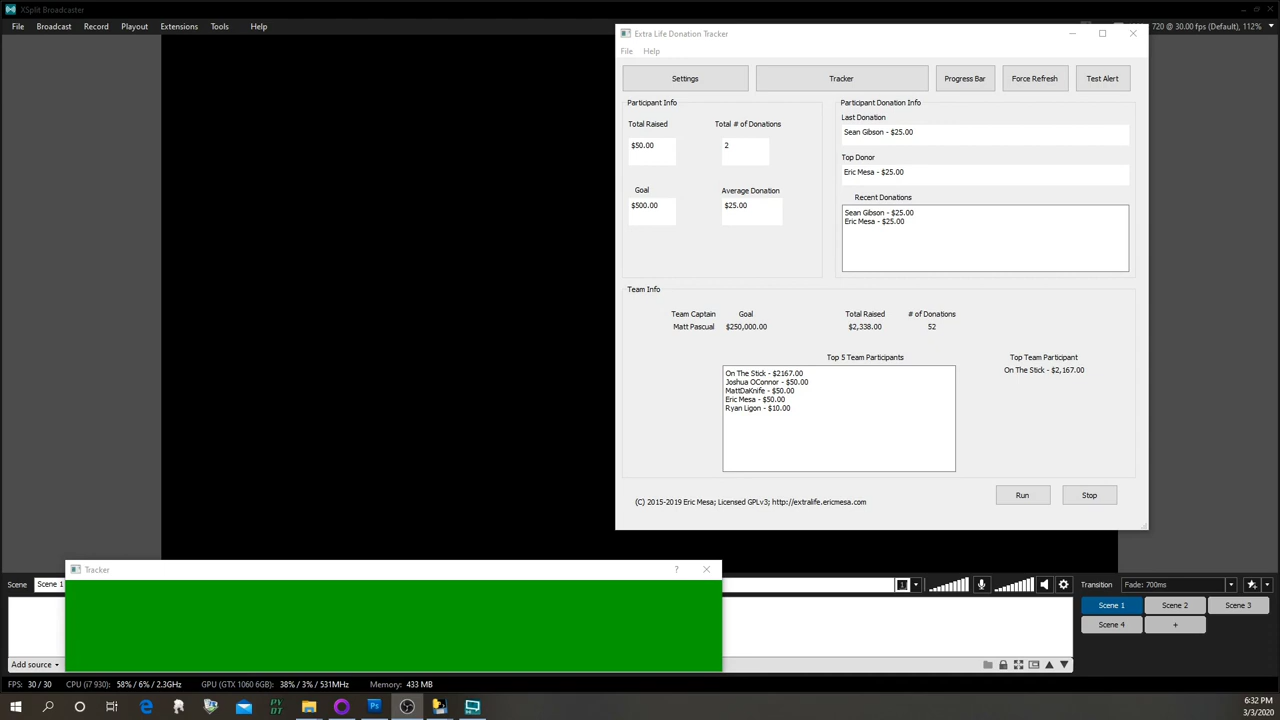 XSplit Broadcaster
File Broadcast Record Playout Extensions Tools Help
720 @ 30.00 fps (Default), 112%
Extra Life Donation Tracker
File Help
Settings Tracker Progress Bar Force Refresh Test Alert
Participant Info
Total Raised Total # of Donations
$50.00 2
Goal Average Donation
$500.00 $25.00
Participant Donation Info
Last Donation
Sean Gibson - $25.00
Top Donor
Eric Mesa - $25.00
Recent Donations
Sean Gibson - $25.00
Eric Mesa - $25.00
Team Info
Team Captain Goal Total Raised # of Donations
Matt Pascual $250,000.00 $2,338.00 52
Top 5 Team Participants Top Team Participant
On The Stick - $2167.00 On The Stick - $2,167.00
Joshua OConnor - $50.00
MattDaKnife - $50.00
Eric Mesa - $50.00
Ryan Ligon - $10.00
(C) 2015-2019 Eric Mesa; Licensed GPLv3; http://extralife.ericmesa.com
Run Stop
Tracker ?
Scene Scene 1 1 Transition Fade: 700ms
Scene 1 Scene 2 Scene 3
Scene 4 +
Add source
FPS: 30 / 30 CPU (i7 930): 58% / 6% / 2.3GHz GPU (GTX 1060 6GB): 38% / 3% / 531MHz Memory: 433 MB
6:32 PM
3/3/2020